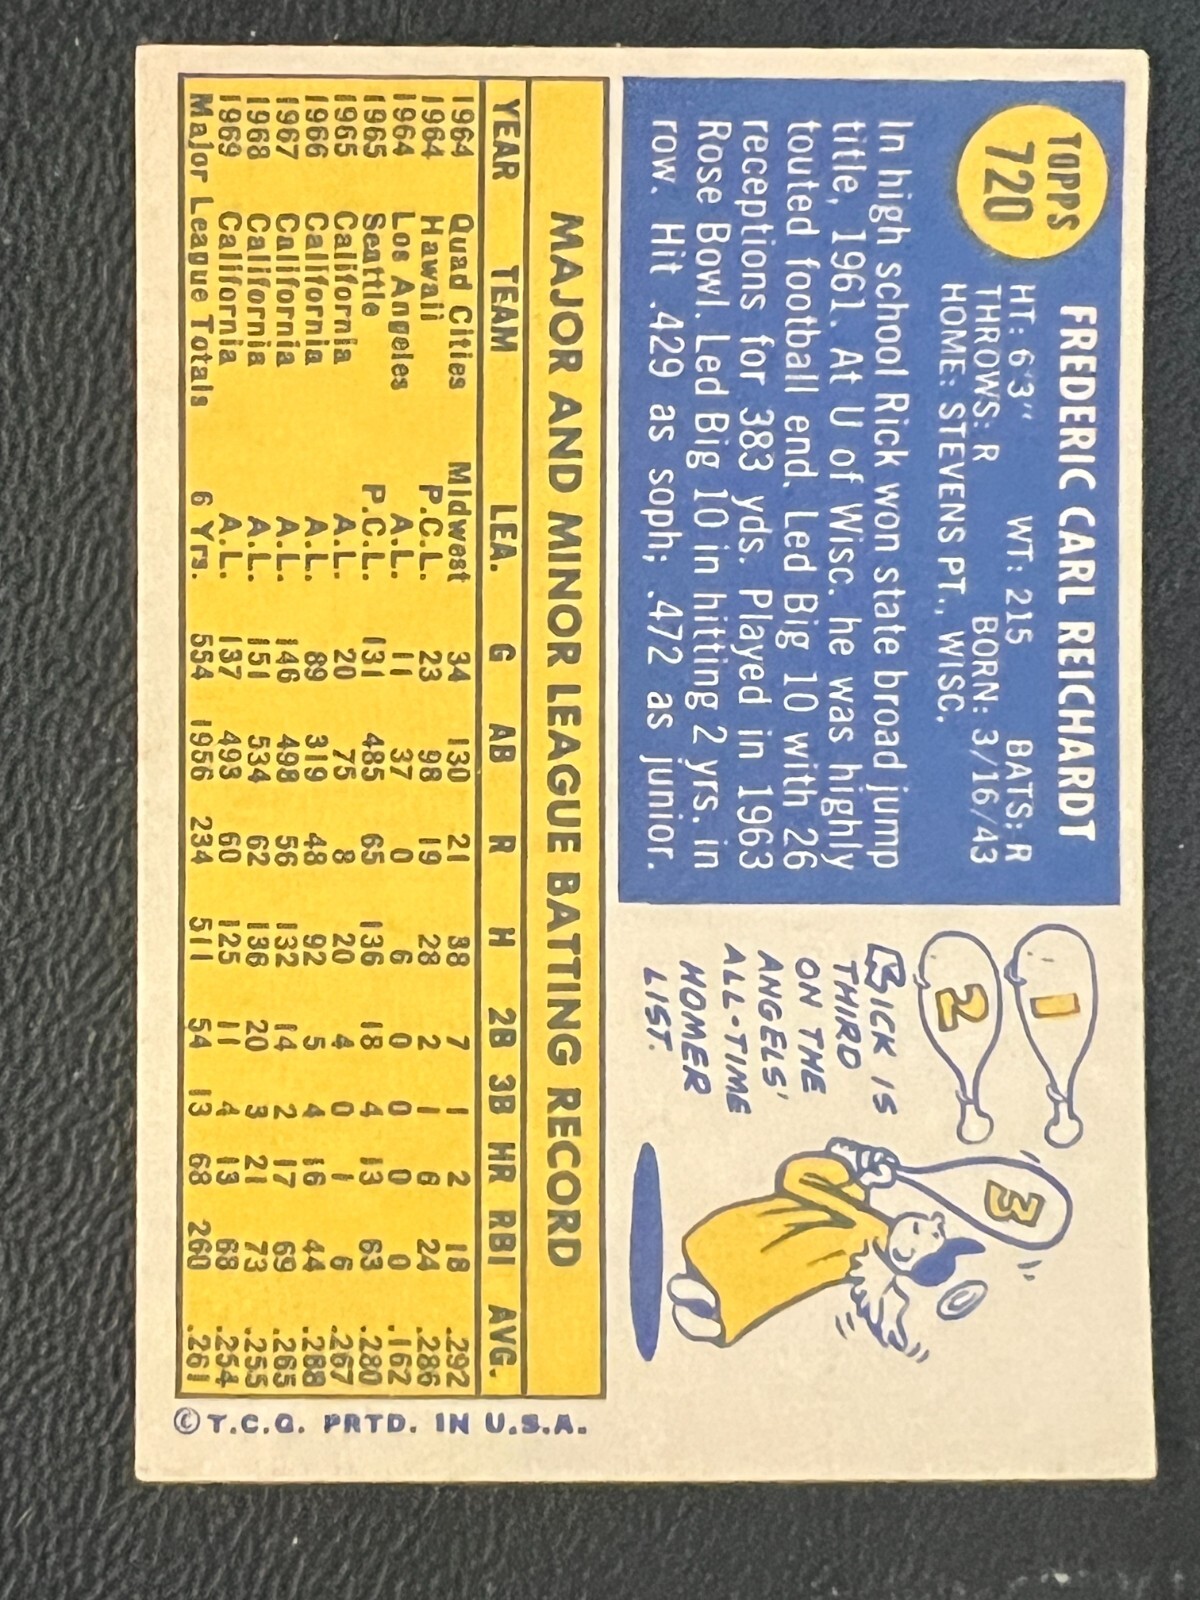 TOPPS
720
FREDERIC CARL REICHARDT
HT: 6'3" WT: 215 BATS: R
THROWS: R BORN: 3/16/43
HOME: STEVENS PT., WISC.
In high school Rick won state broad jump
title, 1961. At U of Wisc. he was highly
touted football end. Led Big 10 with 26
receptions for 383 yds. Played in 1963
Rose Bowl. Led Big 10 in hitting 2 yrs. in
row. Hit .429 as soph; .472 as junior.
1
2
3
RICK IS
THIRD
ON THE
ANGELS'
ALL-TIME
HOMER
LIST.
MAJOR AND MINOR LEAGUE BATTING RECORD
YEAR TEAM LEA. G AB R H 2B 3B HR RBI AVG.
1964 Quad Cities Midwest 34 130 21 38 7 1 2 18 .292
1964 Hawaii P.C.L. 23 98 19 28 2 1 6 24 .286
1964 Los Angeles A.L. 11 37 0 6 0 0 0 0 .162
1965 Seattle P.C.L. 131 485 65 136 18 4 13 63 .280
1965 California A.L. 20 75 8 20 4 0 1 6 .267
1966 California A.L. 89 319 48 92 5 4 16 44 .288
1967 California A.L. 146 498 56 132 14 2 17 69 .265
1968 California A.L. 151 534 62 136 20 3 21 73 .255
1969 California A.L. 137 493 60 125 11 4 13 68 .254
Major League Totals 6 Yrs. 554 1956 234 511 54 13 68 260 .261
© T.C.G. PRTD. IN U.S.A.